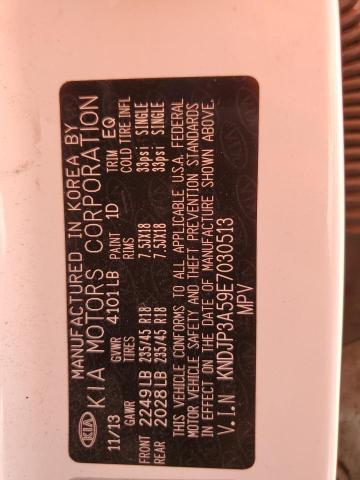 MANUFACTURED IN KOREA BY
KIA KIA MOTORS CORPORATION
11/13 GVWR 4101LB PAINT 1D TRIM EQ
GAWR TIRES RIMS COLD TIRE INFL
FRONT 2249LB 235/45 R18 7.5JX18 33psi SINGLE
REAR 2028LB 235/45 R18 7.5JX18 33psi SINGLE
THIS VEHICLE CONFORMS TO ALL APPLICABLE U.S.A. FEDERAL
MOTOR VEHICLE SAFETY AND THEFT PREVENTION STANDARDS
IN EFFECT ON THE DATE OF MANUFACTURE SHOWN ABOVE.
V.I.N KNDJP3A59E7030513
MPV